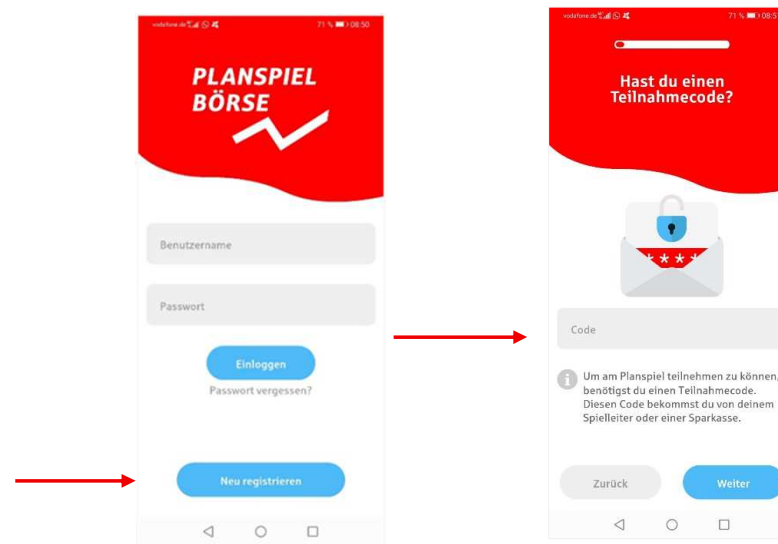 vodafone.de 71 % 08:50
PLANSPIEL
BÖRSE
Benutzername
Passwort
Einloggen
Passwort vergessen?
Neu registrieren
vodafone.de 71 % 08:5
Hast du einen
Teilnahmecode?
****
Code
Um am Planspiel teilnehmen zu können,
benötigst du einen Teilnahmecode.
Diesen Code bekommst du von deinem
Spielleiter oder einer Sparkasse.
Zurück
Weiter